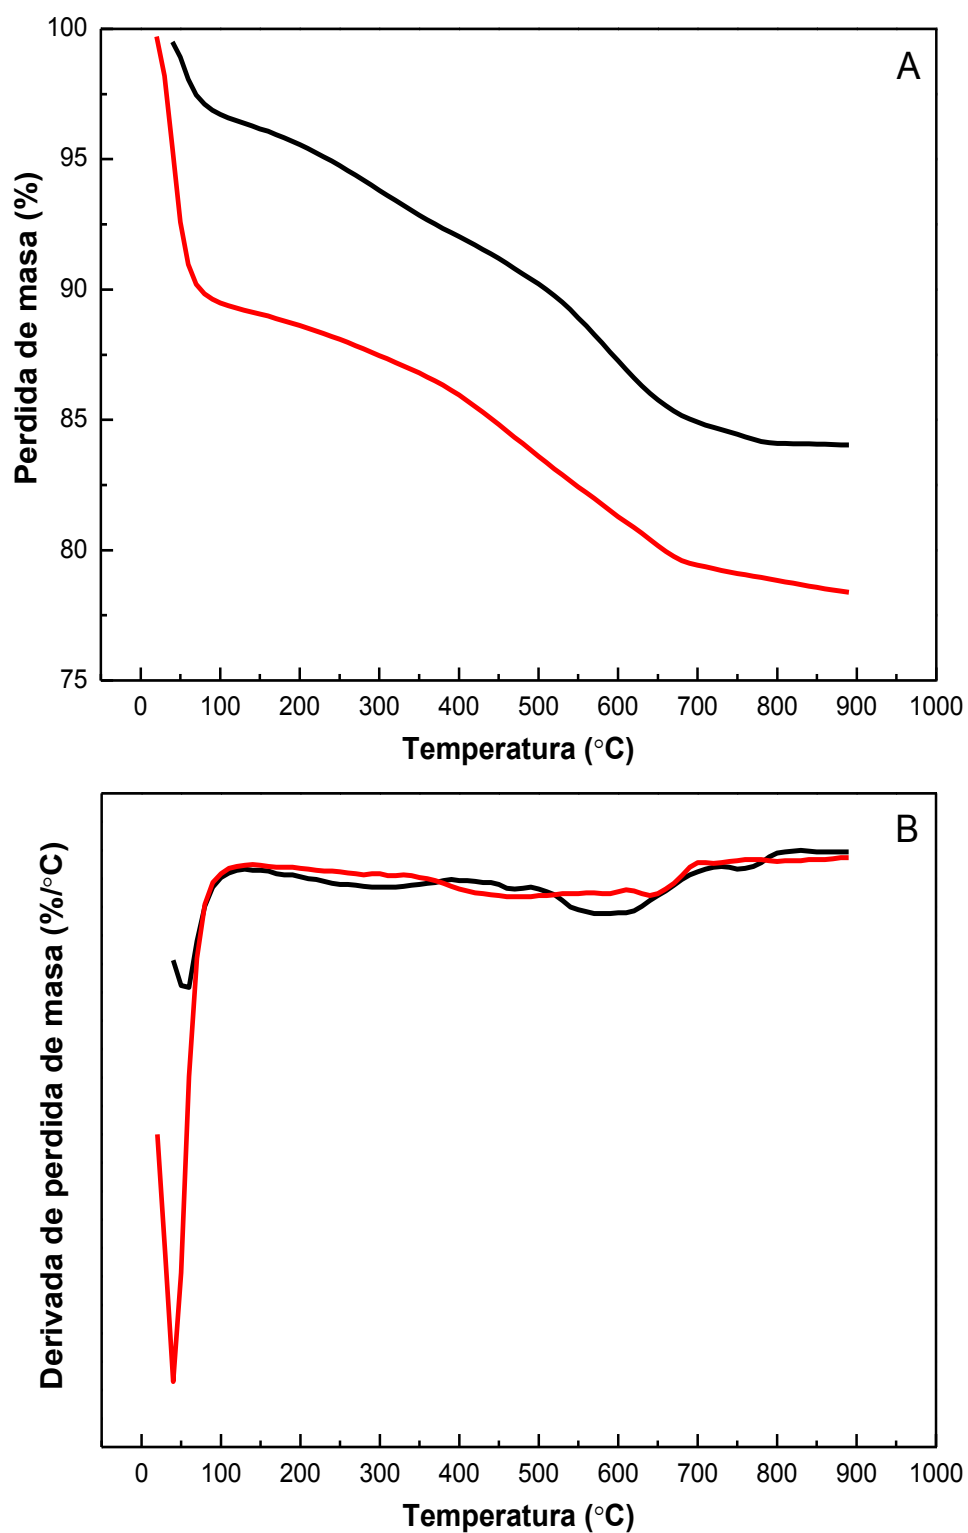 A
100
95
90
85
80
75
Perdida de masa (%)
0 100 200 300 400 500 600 700 800 900 1000
Temperatura (°C)
B
Derivada de perdida de masa (%/°C)
0 100 200 300 400 500 600 700 800 900 1000
Temperatura (°C)